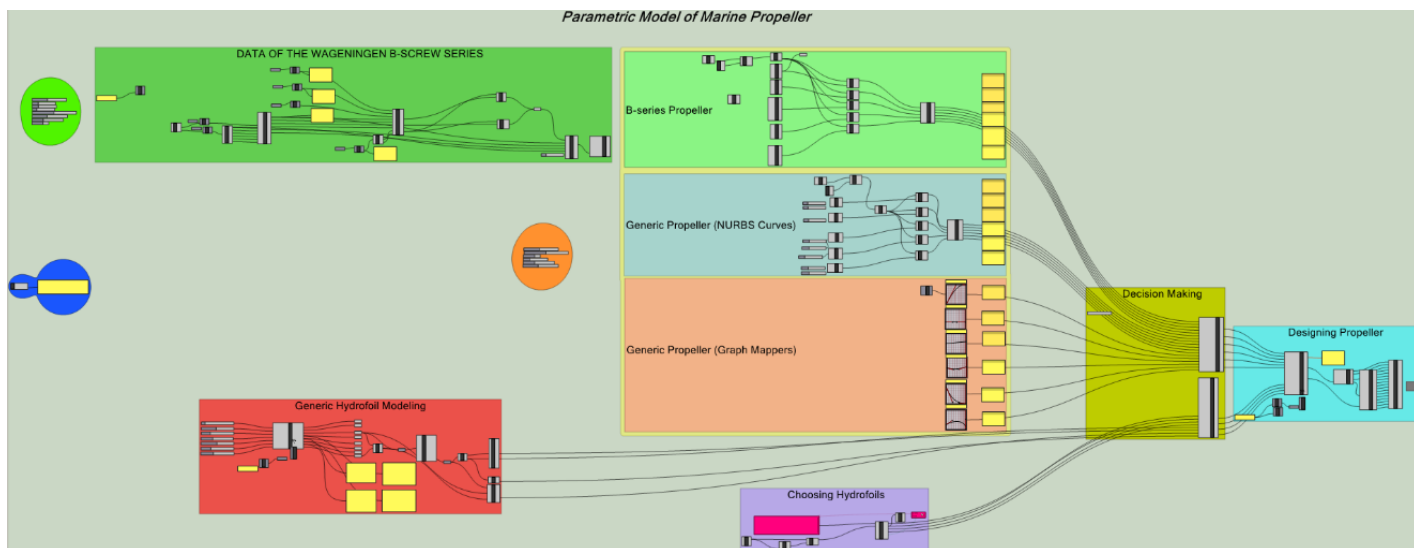 Parametric Model of Marine Propeller
DATA OF THE WAGENINGEN B-SCREW SERIES
B-series Propeller
Generic Propeller (NURBS Curves)
Generic Propeller (Graph Mappers)
Decision Making
Designing Propeller
Generic Hydrofoil Modeling
Choosing Hydrofoils